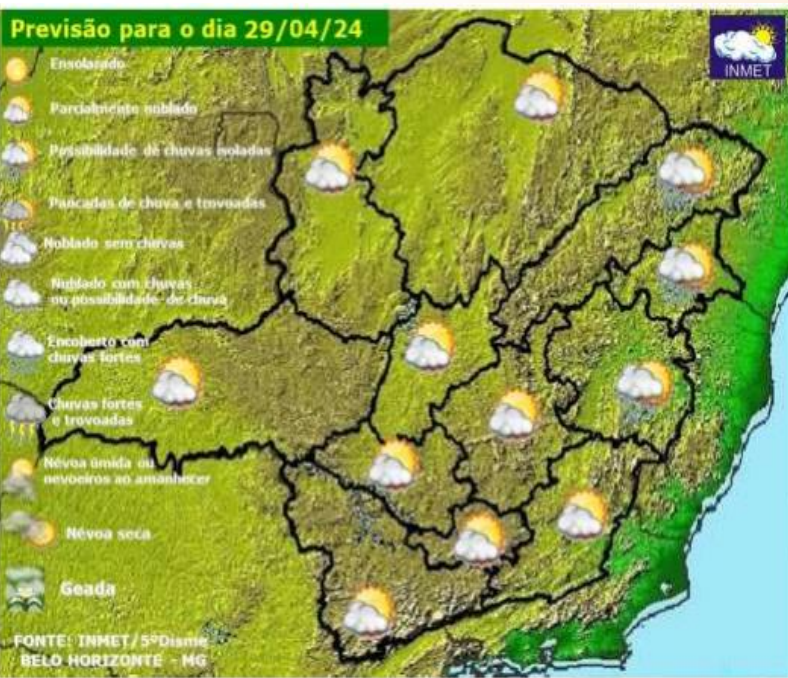 Previsão para o dia 29/04/24
INMET
Ensolarado
Parcialmente noblado
Possibilidade de chuvas isoladas
Pancadas de chuva e trovoadas
Noblado sem chuvas
Nublado com chuvas
ou possibilidade de chuva
Encoberto com
chuvas fortes
Chuvas fortes
e trovoadas
Névoa úmida ou
nevoeiros ao amanhecer
Névoa seca
Geada
FONTE: INMET/5ºDisme
BELO HORIZONTE - MG